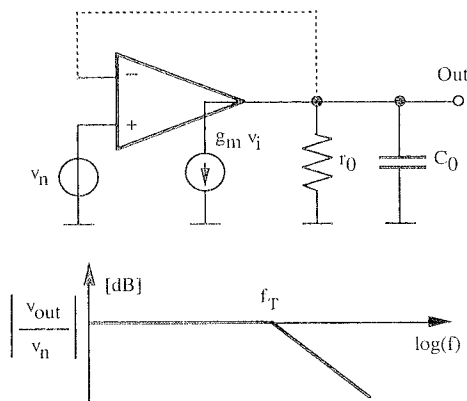 Out
−
+
g_m v_i
v_n
r_0
C_0
[dB]
f_T
| v_out / v_n |
log(f)